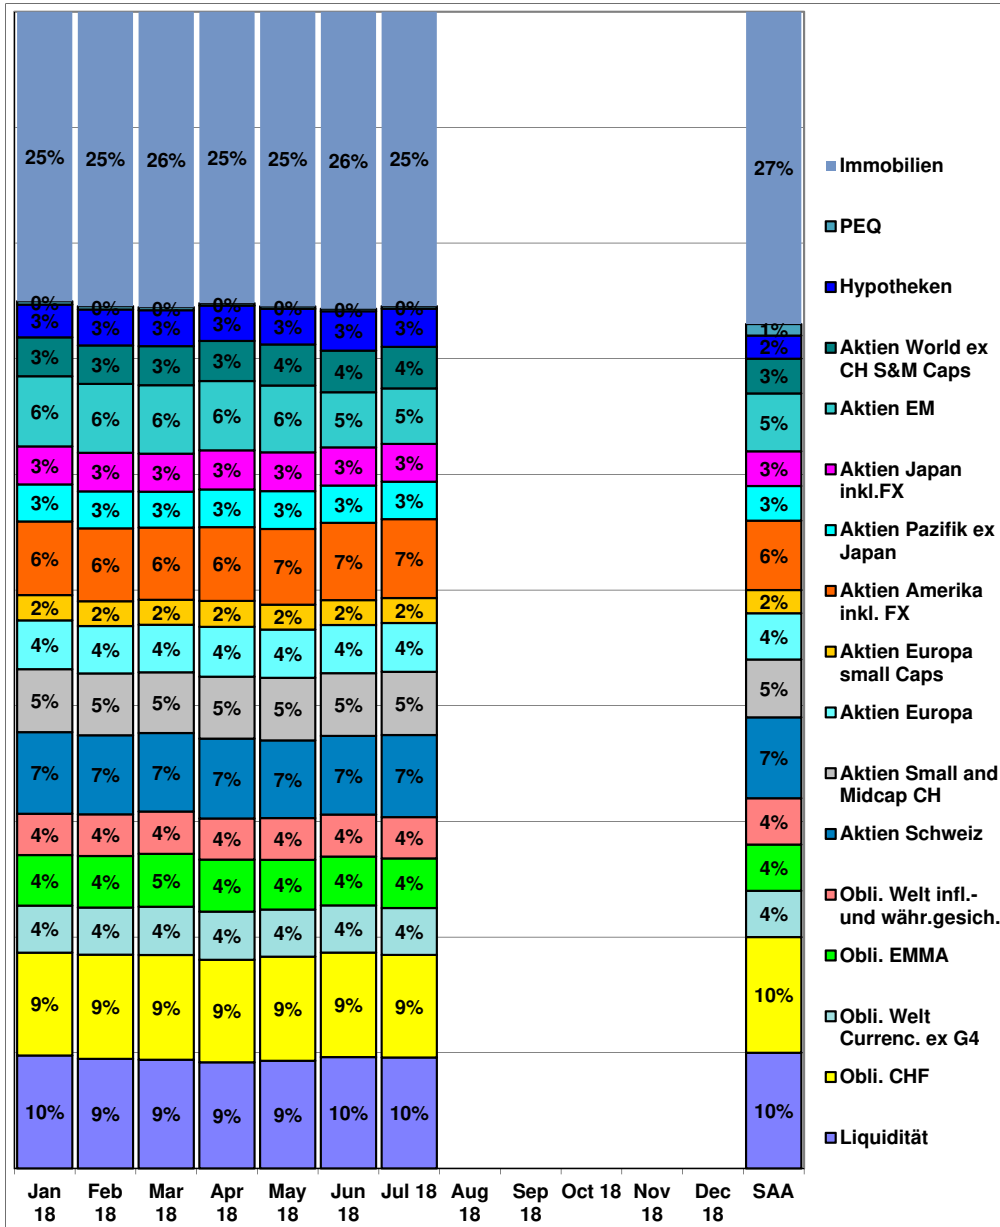 25% 25% 26% 25% 25% 26% 25% 27%
0% 0% 0% 0% 0% 0% 0% 1%
3% 3% 3% 3% 3% 3% 3% 2%
3% 3% 3% 3% 4% 4% 4% 3%
6% 6% 6% 6% 6% 5% 5% 5%
3% 3% 3% 3% 3% 3% 3% 3%
3% 3% 3% 3% 3% 3% 3% 3%
6% 6% 6% 6% 7% 7% 7% 6%
2% 2% 2% 2% 2% 2% 2% 2%
4% 4% 4% 4% 4% 4% 4% 4%
5% 5% 5% 5% 5% 5% 5% 5%
7% 7% 7% 7% 7% 7% 7% 7%
4% 4% 4% 4% 4% 4% 4% 4%
4% 4% 5% 4% 4% 4% 4% 4%
4% 4% 4% 4% 4% 4% 4% 4%
9% 9% 9% 9% 9% 9% 9% 10%
10% 9% 9% 9% 9% 10% 10% 10%
Jan Feb Mar Apr May Jun Jul 18 Aug Sep Oct 18 Nov Dec SAA
18 18 18 18 18 18 18 18 18 18
Immobilien
PEQ
Hypotheken
Aktien World ex
CH S&M Caps
Aktien EM
Aktien Japan
inkl.FX
Aktien Pazifik ex
Japan
Aktien Amerika
inkl. FX
Aktien Europa
small Caps
Aktien Europa
Aktien Small and
Midcap CH
Aktien Schweiz
Obli. Welt infl.-
und währ.gesich.
Obli. EMMA
Obli. Welt
Currenc. ex G4
Obli. CHF
Liquidität